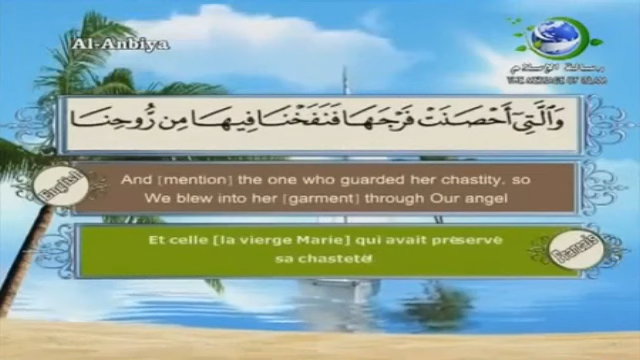 Al-Anbiya
رسالة الإسلام
THE MESSAGE OF ISLAM
وَٱلَّتِىٓ أَحْصَنَتْ فَرْجَهَا فَنَفَخْنَا فِيهَا مِن رُّوحِنَا
English
And [mention] the one who guarded her chastity, so
We blew into her [garment] through Our angel
Et celle [la vierge Marie] qui avait préservé
sa chasteté!
Français